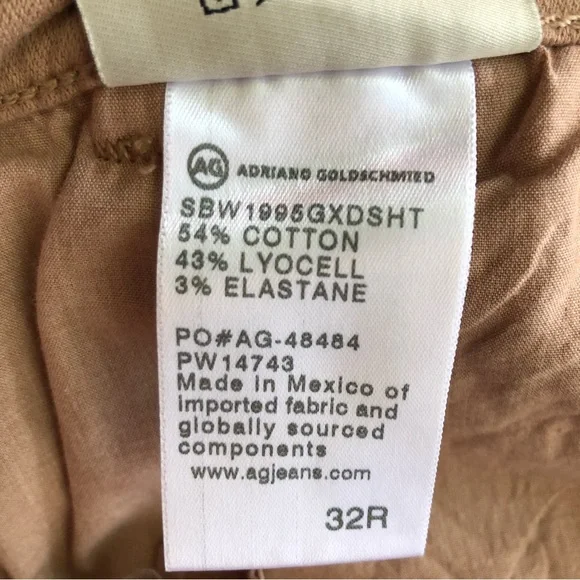 AG ADRIANO GOLDSCHMIED
SBW1995GXDSHT
54% COTTON
43% LYOCELL
3% ELASTANE
PO#AG-48484
PW14743
Made in Mexico of
imported fabric and
globally sourced
components
www.agjeans.com
32R